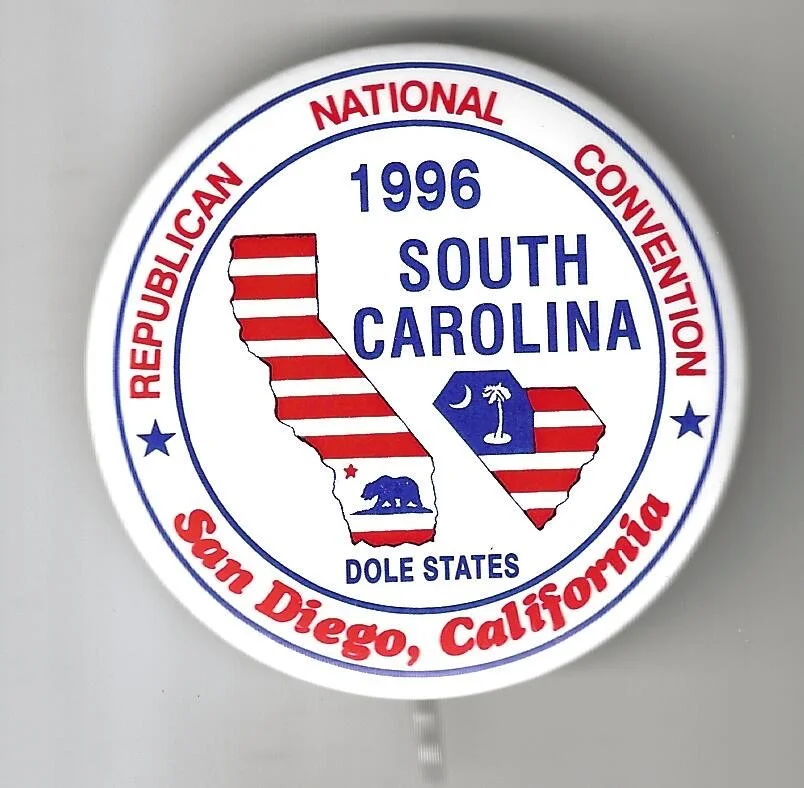 REPUBLICAN NATIONAL CONVENTION
1996
SOUTH
CAROLINA
DOLE STATES
San Diego, California